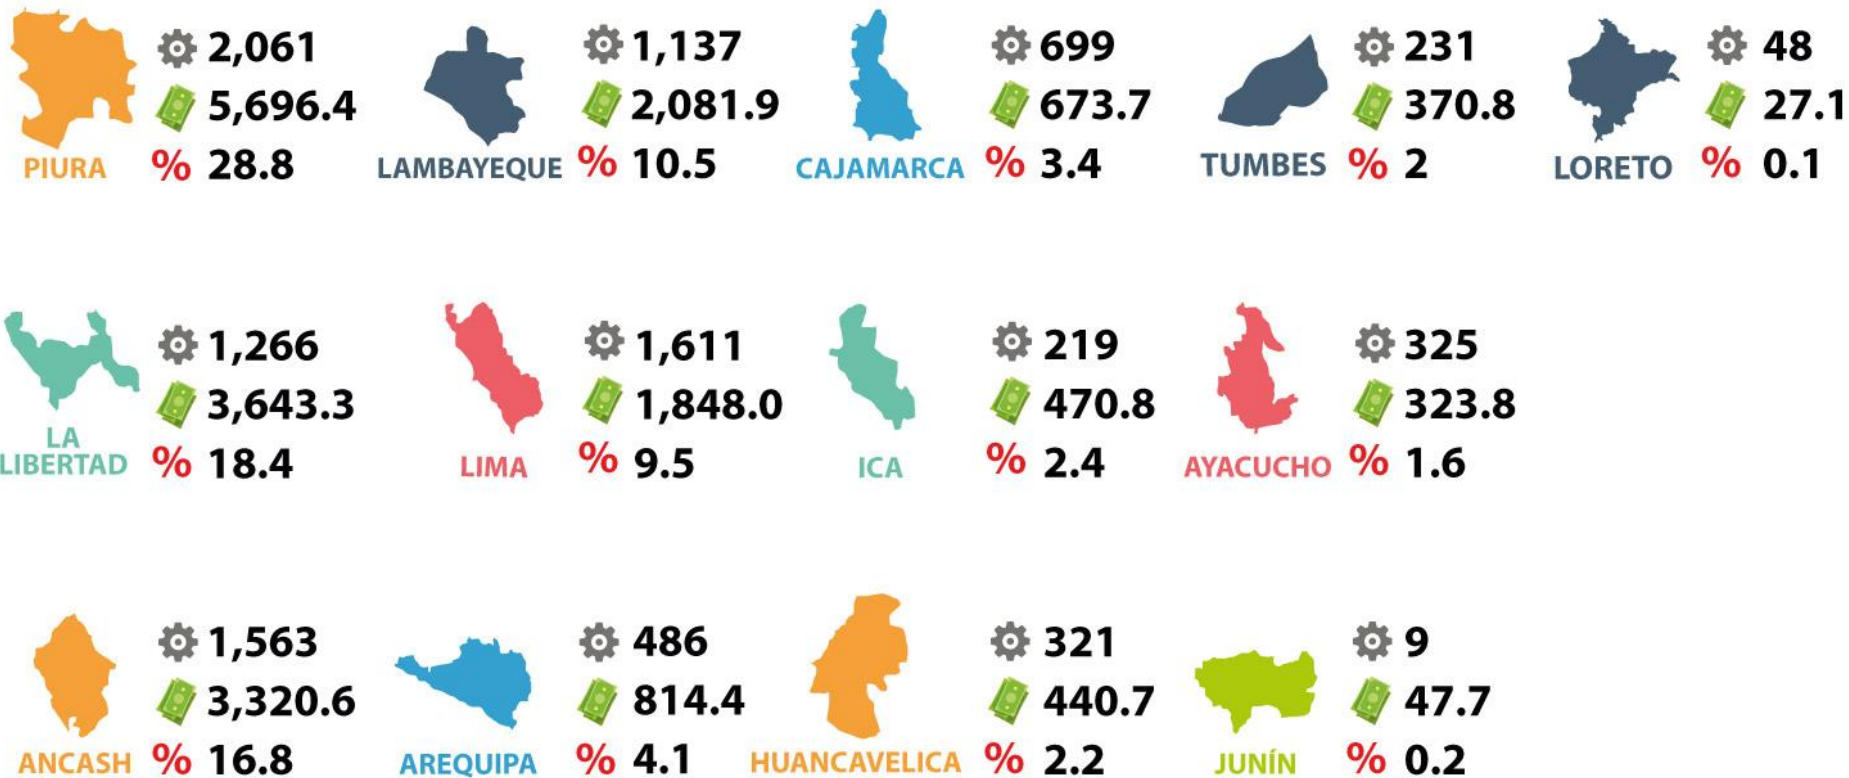 2,061
5,696.4
PIURA % 28.8
1,137
2,081.9
LAMBAYEQUE % 10.5
699
673.7
CAJAMARCA % 3.4
231
370.8
TUMBES % 2
48
27.1
LORETO % 0.1
1,266
3,643.3
LA
LIBERTAD % 18.4
1,611
1,848.0
LIMA % 9.5
219
470.8
ICA % 2.4
325
323.8
AYACUCHO % 1.6
1,563
3,320.6
ANCASH % 16.8
486
814.4
AREQUIPA % 4.1
321
440.7
HUANCAVELICA % 2.2
9
47.7
JUNÍN % 0.2